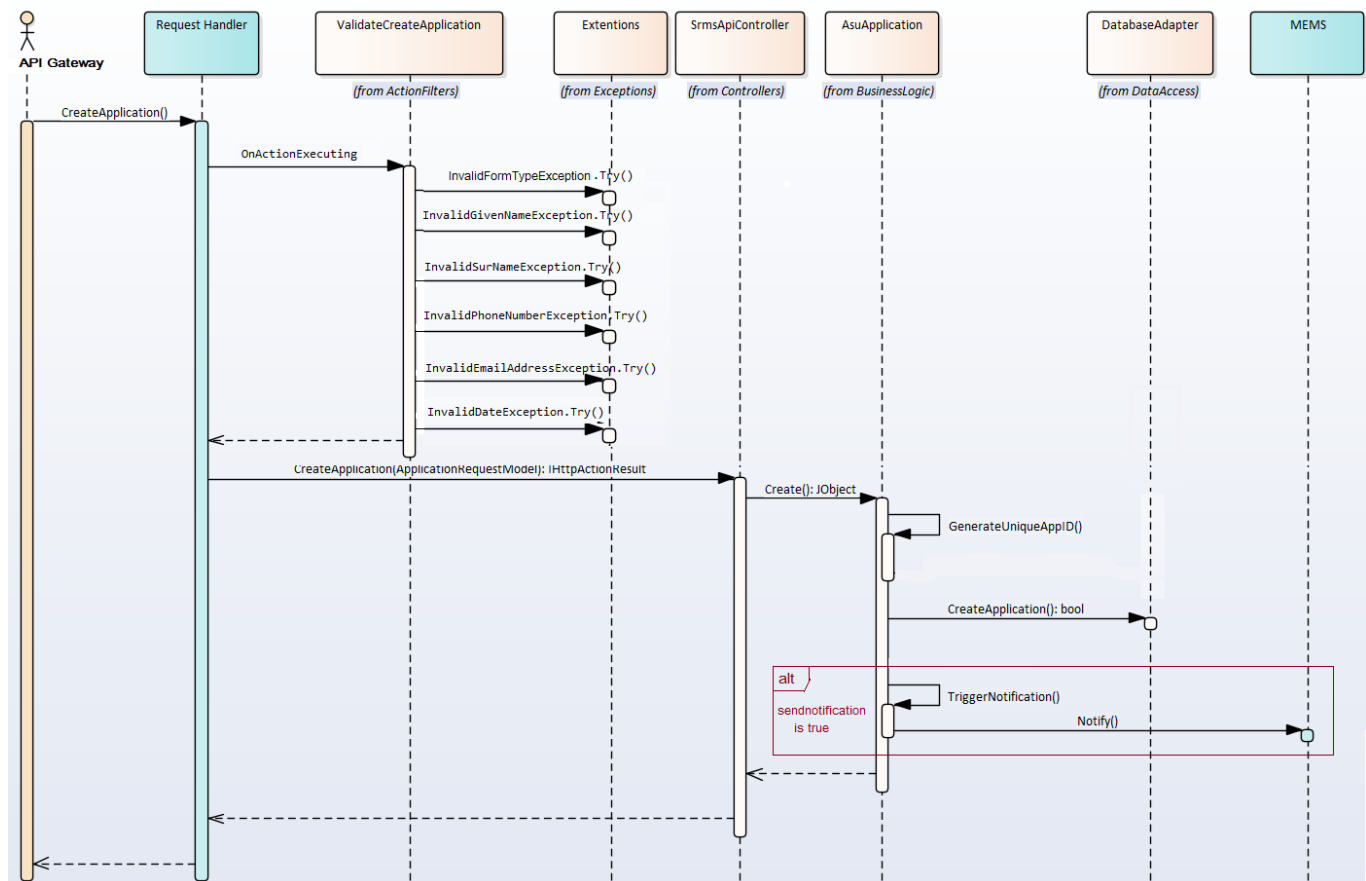 Request Handler
ValidateCreateApplication
Extentions
SrmsApiController
AsuApplication
DatabaseAdapter
MEMS
API Gateway
(from ActionFilters)
(from Exceptions)
(from Controllers)
(from BusinessLogic)
(from DataAccess)
CreateApplication()
OnActionExecuting
InvalidFormTypeException .Try()
InvalidGivenNameException.Try()
InvalidSurNameException.Try()
InvalidPhoneNumberException.Try()
InvalidEmailAddressException.Try()
InvalidDateException.Try()
CreateApplication(ApplicationRequestModel): IHttpActionResult
Create(): JObject
GenerateUniqueAppID()
CreateApplication(): bool
alt
sendnotification
is true
TriggerNotification()
Notify()